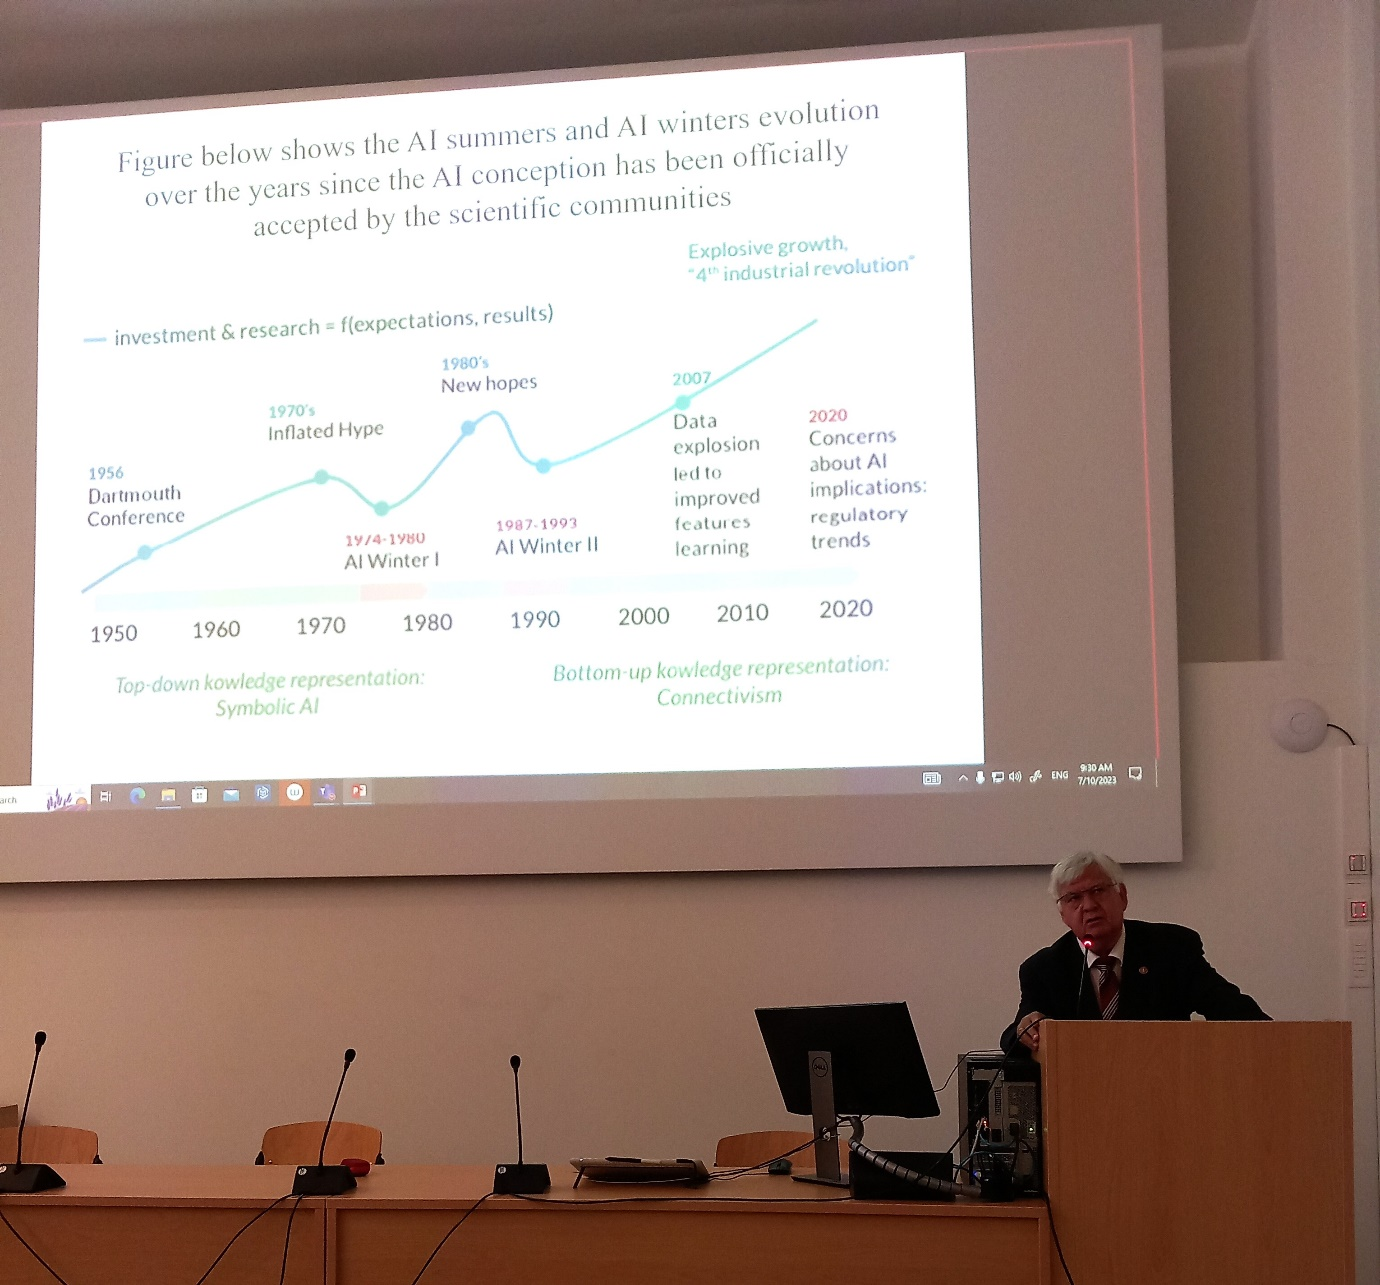 Figure below shows the AI summers and AI winters evolution
over the years since the AI conception has been officially
accepted by the scientific communities
Explosive growth,
"4th industrial revolution"
investment & research = f(expectations, results)
1980's
New hopes
1970's
Inflated Hype
2007
Data
explosion
led to
improved
features
learning
2020
Concerns
about AI
implications:
regulatory
trends
1956
Dartmouth
Conference
1974-1980
AI Winter I
1987-1993
AI Winter II
1950 1960 1970 1980 1990 2000 2010 2020
Top-down kowledge representation:
Symbolic AI
Bottom-up kowledge representation:
Connectivism
arch
ENG
9:30 AM
7/10/2023
DELL